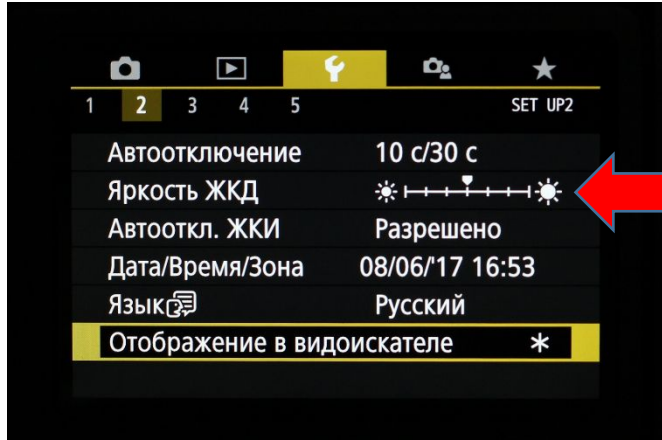 1 2 3 4 5 SET UP2
Автоотключение 10 с/30 с
Яркость ЖКД
Автооткл. ЖКИ Разрешено
Дата/Время/Зона 08/06/'17 16:53
Язык Русский
Отображение в видоискателе *